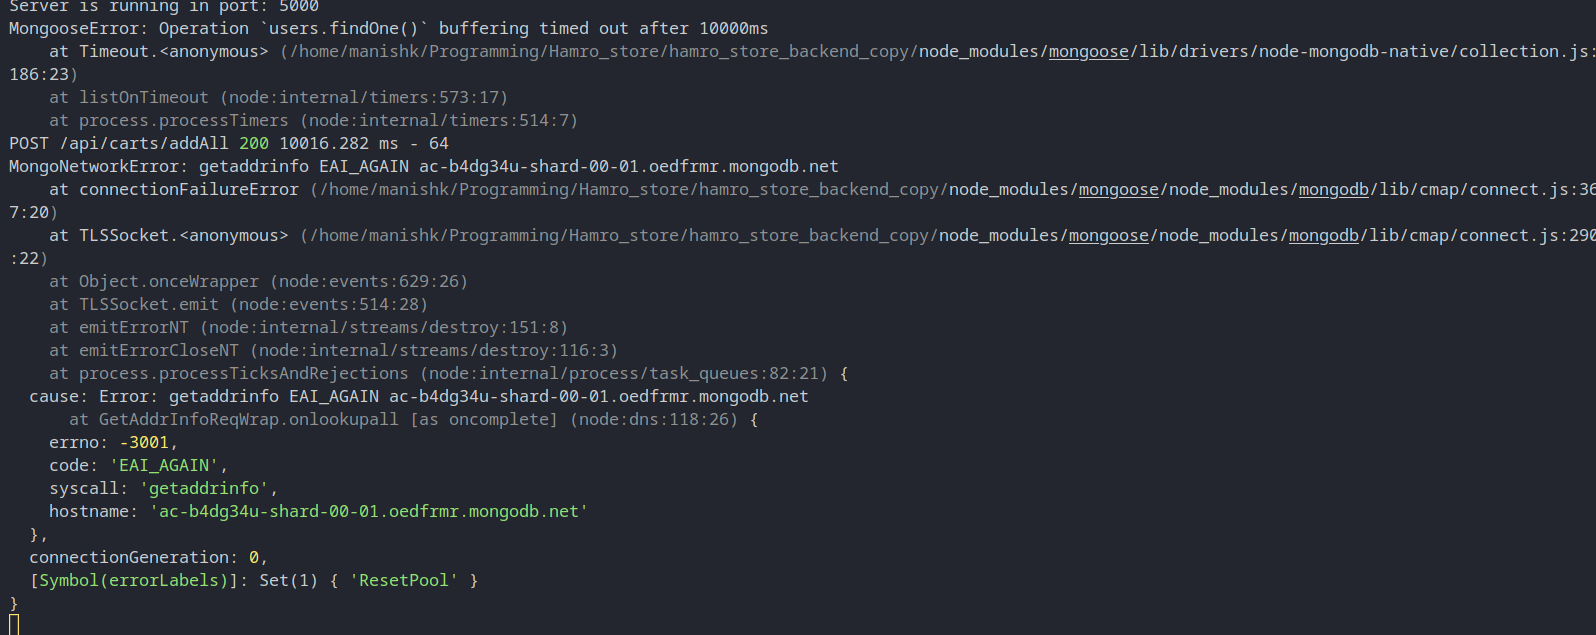 Server is running in port: 5000
MongooseError: Operation `users.findOne()` buffering timed out after 10000ms
    at Timeout.<anonymous> (/home/manishk/Programming/Hamro_store/hamro_store_backend_copy/node_modules/mongoose/lib/drivers/node-mongodb-native/collection.js:
186:23)
    at listOnTimeout (node:internal/timers:573:17)
    at process.processTimers (node:internal/timers:514:7)
POST /api/carts/addAll 200 10016.282 ms - 64
MongoNetworkError: getaddrinfo EAI_AGAIN ac-b4dg34u-shard-00-01.oedfrmr.mongodb.net
    at connectionFailureError (/home/manishk/Programming/Hamro_store/hamro_store_backend_copy/node_modules/mongoose/node_modules/mongodb/lib/cmap/connect.js:36
7:20)
    at TLSSocket.<anonymous> (/home/manishk/Programming/Hamro_store/hamro_store_backend_copy/node_modules/mongoose/node_modules/mongodb/lib/cmap/connect.js:290
:22)
    at Object.onceWrapper (node:events:629:26)
    at TLSSocket.emit (node:events:514:28)
    at emitErrorNT (node:internal/streams/destroy:151:8)
    at emitErrorCloseNT (node:internal/streams/destroy:116:3)
    at process.processTicksAndRejections (node:internal/process/task_queues:82:21) {
  cause: Error: getaddrinfo EAI_AGAIN ac-b4dg34u-shard-00-01.oedfrmr.mongodb.net
      at GetAddrInfoReqWrap.onlookupall [as oncomplete] (node:dns:118:26) {
    errno: -3001,
    code: 'EAI_AGAIN',
    syscall: 'getaddrinfo',
    hostname: 'ac-b4dg34u-shard-00-01.oedfrmr.mongodb.net'
  },
  connectionGeneration: 0,
  [Symbol(errorLabels)]: Set(1) { 'ResetPool' }
}